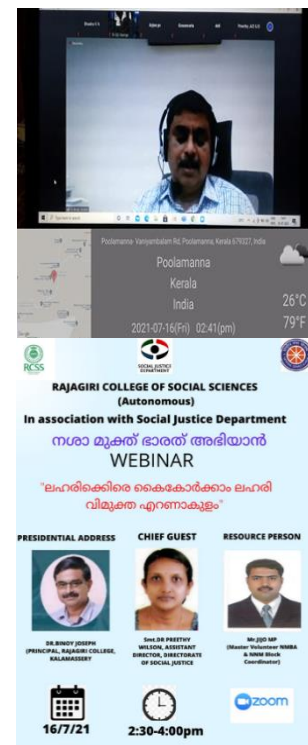 Poolamanna Vaniyambalam Rd, Poolamanna, Kerala 679327, India
Poolamanna
Kerala
India
2021-07-16(Fri) 02:41(pm)
26°C
79°F
RCSS
SOCIAL JUSTICE
DEPARTMENT
RAJAGIRI COLLEGE OF SOCIAL SCIENCES
(Autonomous)
In association with Social Justice Department
നശാ മുക്ത് ഭാരത് അഭിയാൻ
WEBINAR
"ലഹരിക്കെിരെ കൈകോർക്കാം ലഹരി
വിമുക്ത എറണാകുളം"
PRESIDENTIAL ADDRESS
DR.BINOY JOSEPH
(PRINCIPAL, RAJAGIRI COLLEGE,
KALAMASSERY)
CHIEF GUEST
Smt.DR PREETHY
WILSON, ASSISTANT
DIRECTOR, DIRECTORATE
OF SOCIAL JUSTICE
RESOURCE PERSON
Mr.JIJO MP
(Master Volunteer NMBA
& NNM Block
Coordinator)
16/7/21
2:30-4:00pm
zoom